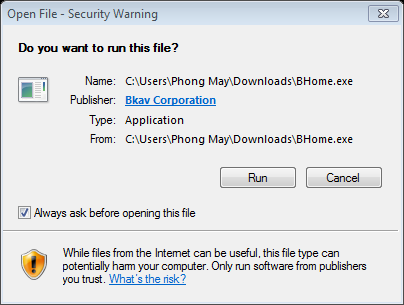 Open File - Security Warning
Do you want to run this file?
Name: C:\Users\Phong May\Downloads\BHome.exe
Publisher: Bkav Corporation
Type: Application
From: C:\Users\Phong May\Downloads\BHome.exe
Run Cancel
Always ask before opening this file
While files from the Internet can be useful, this file type can
potentially harm your computer. Only run software from publishers
you trust. What's the risk?